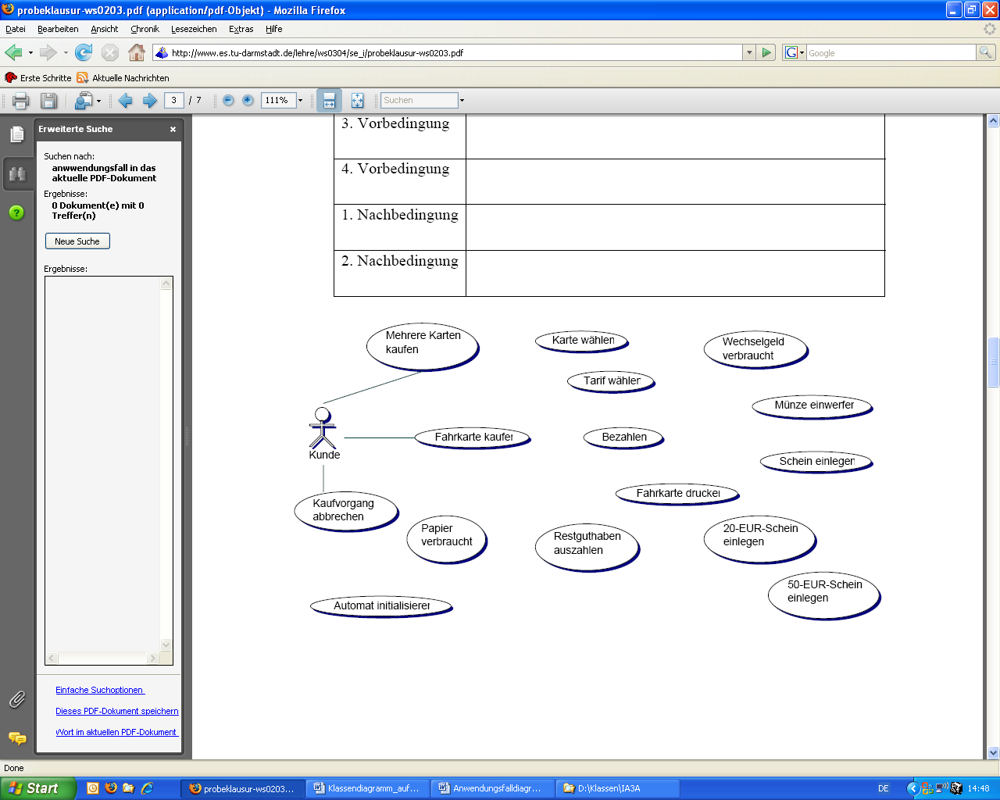 probeklausur-ws0203.pdf (application/pdf-Objekt) - Mozilla Firefox
Datei Bearbeiten Ansicht Chronik Lesezeichen Extras Hilfe
http://www.es.tu-darmstadt.de/lehre/ws0304/se_i/probeklausur-ws0203.pdf
G Google
Erste Schritte Aktuelle Nachrichten
3 / 7 111% Suchen
Erweiterte Suche
Suchen nach:
anwwendungsfall in das
aktuelle PDF-Dokument
Ergebnisse:
0 Dokument(e) mit 0
Treffer(n)
Neue Suche
Ergebnisse:
Einfache Suchoptionen
Dieses PDF-Dokument speichern
Wort im aktuellen PDF-Dokument
3. Vorbedingung
4. Vorbedingung
1. Nachbedingung
2. Nachbedingung
Mehrere Karten
kaufen
Karte wählen
Wechselgeld
verbraucht
Tarif wählen
Münze einwerfer
Fahrkarte kaufer
Bezahlen
Kunde
Schein einlegen
Fahrkarte drucker
Kaufvorgang
abbrechen
Papier
verbraucht
Restguthaben
auszahlen
20-EUR-Schein
einlegen
50-EUR-Schein
einlegen
Automat initialisierer
Done
Start
probeklausur-ws0203...
Klassendiagramm_auf...
Anwendungsfalldiagr...
D:\Klassen\IA3A
DE
14:48